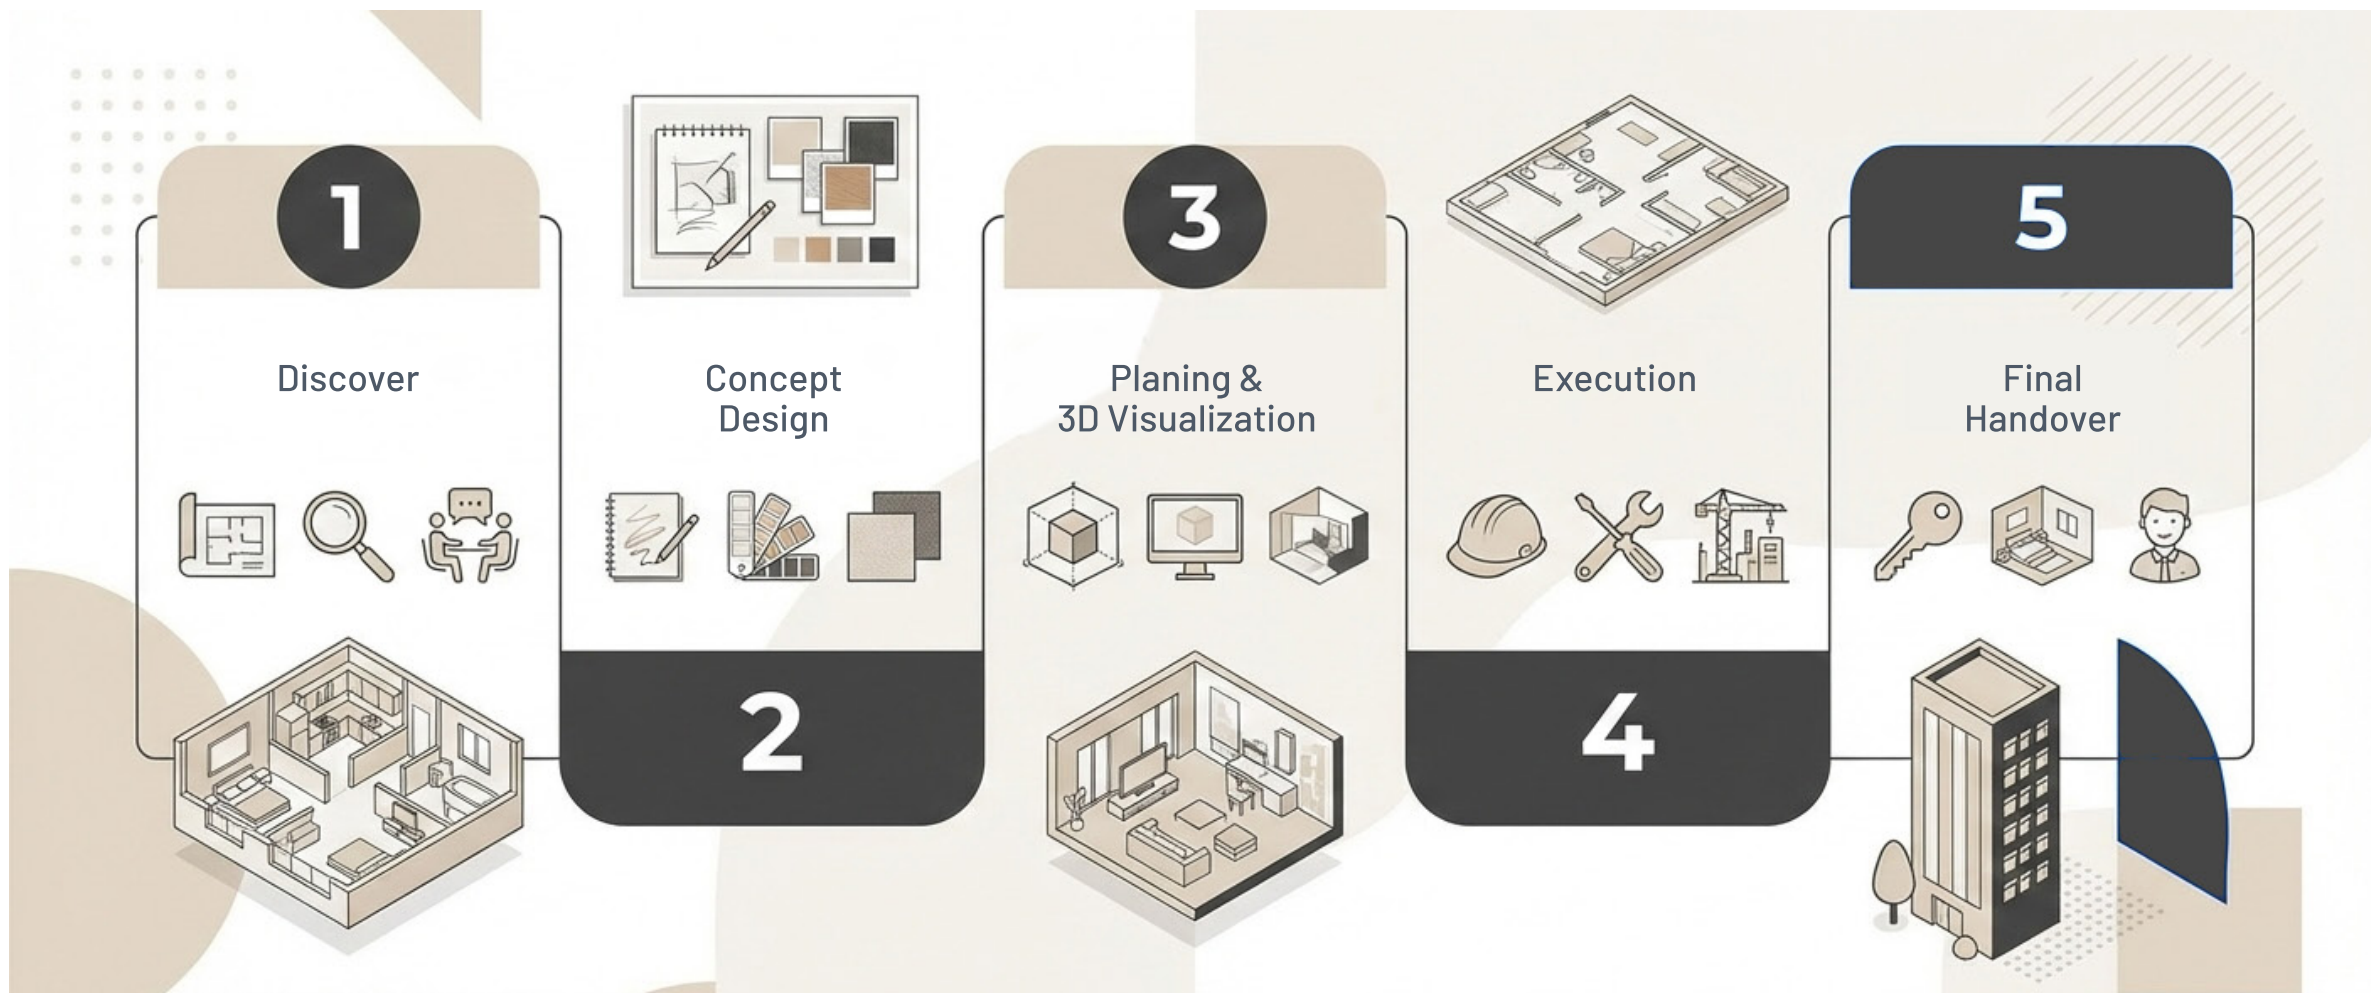 1
Discover
2
Concept
Design
3
Planing &
3D Visualization
4
Execution
5
Final
Handover